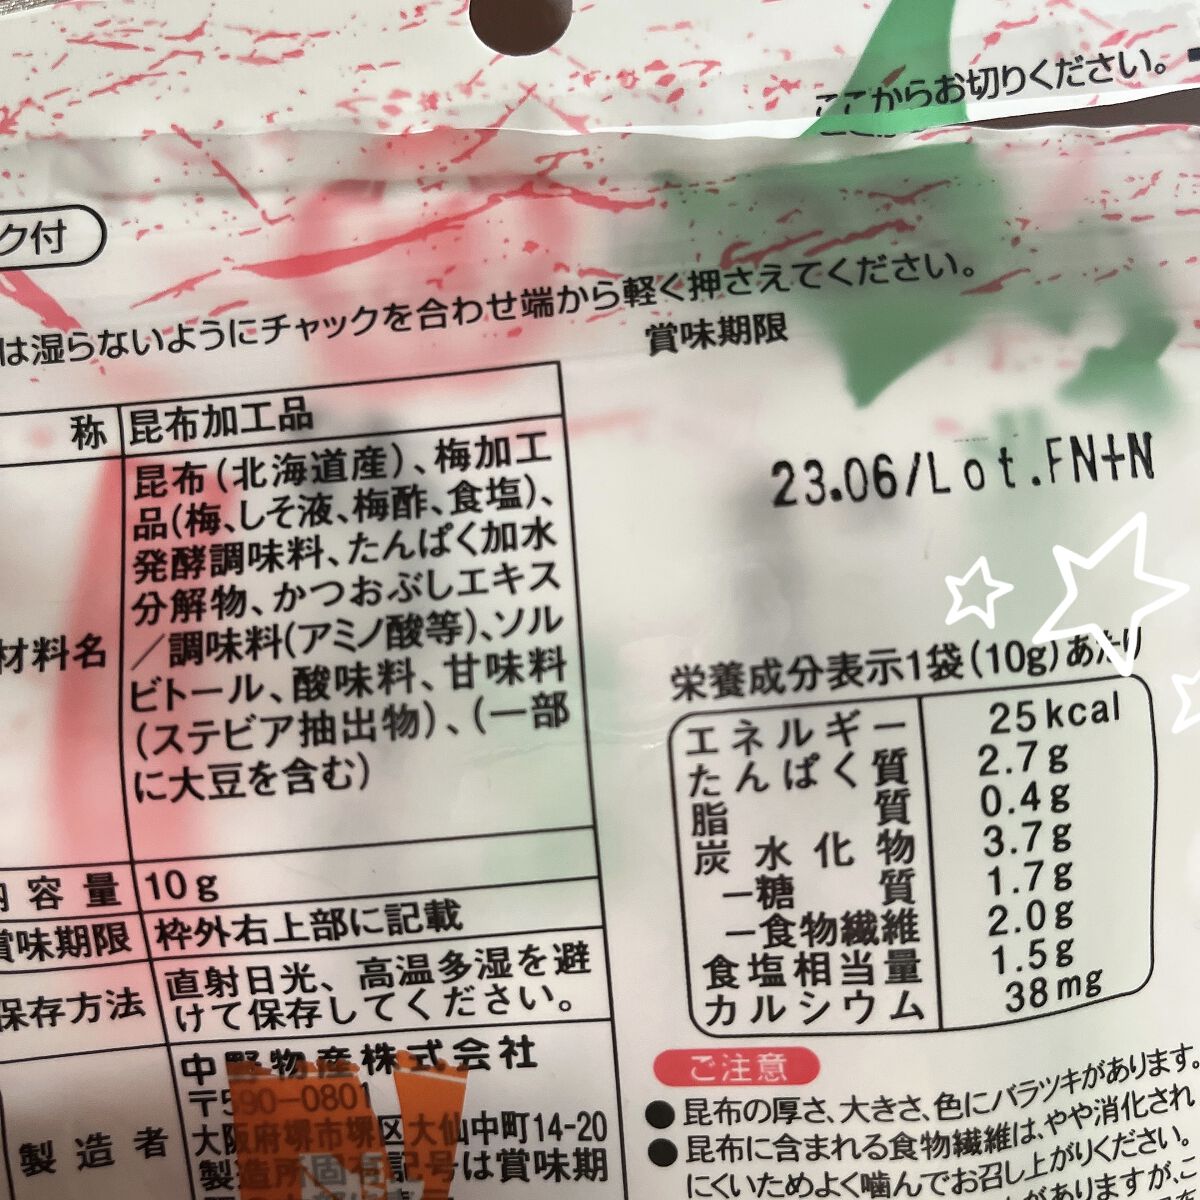 ここからお切りください。
ク付
は湿らないようにチャックを合わせ端から軽く押さえてください。
賞味期限
23.06/Lot.FN+N
称 昆布加工品
材料名
昆布(北海道産)、梅加工
品(梅、しそ液、梅酢、食塩)、
発酵調味料、たんぱく加水
分解物、かつおぶしエキス
/調味料(アミノ酸等)、ソル
ビトール、酸味料、甘味料
(ステビア抽出物)、(一部
に大豆を含む)
内容量 10g
賞味期限 枠外右上部に記載
保存方法
直射日光、高温多湿を避
けて保存してください。
製造者
中野物産株式会社
〒590-0801
大阪府堺市堺区大仙中町14-20
製造所固有記号は賞味期
栄養成分表示1袋(10g)あたり
エネルギー 25kcal
たんぱく質 2.7g
脂質 0.4g
炭水化物 3.7g
ー糖質 1.7g
ー食物繊維 2.0g
食塩相当量 1.5g
カルシウム 38mg
ご注意
●昆布の厚さ、大きさ、色にバラツキがあります。
●昆布に含まれる食物繊維は、やや消化され
にくいためよく噛んでお召し上がりください。
がありますが、こ